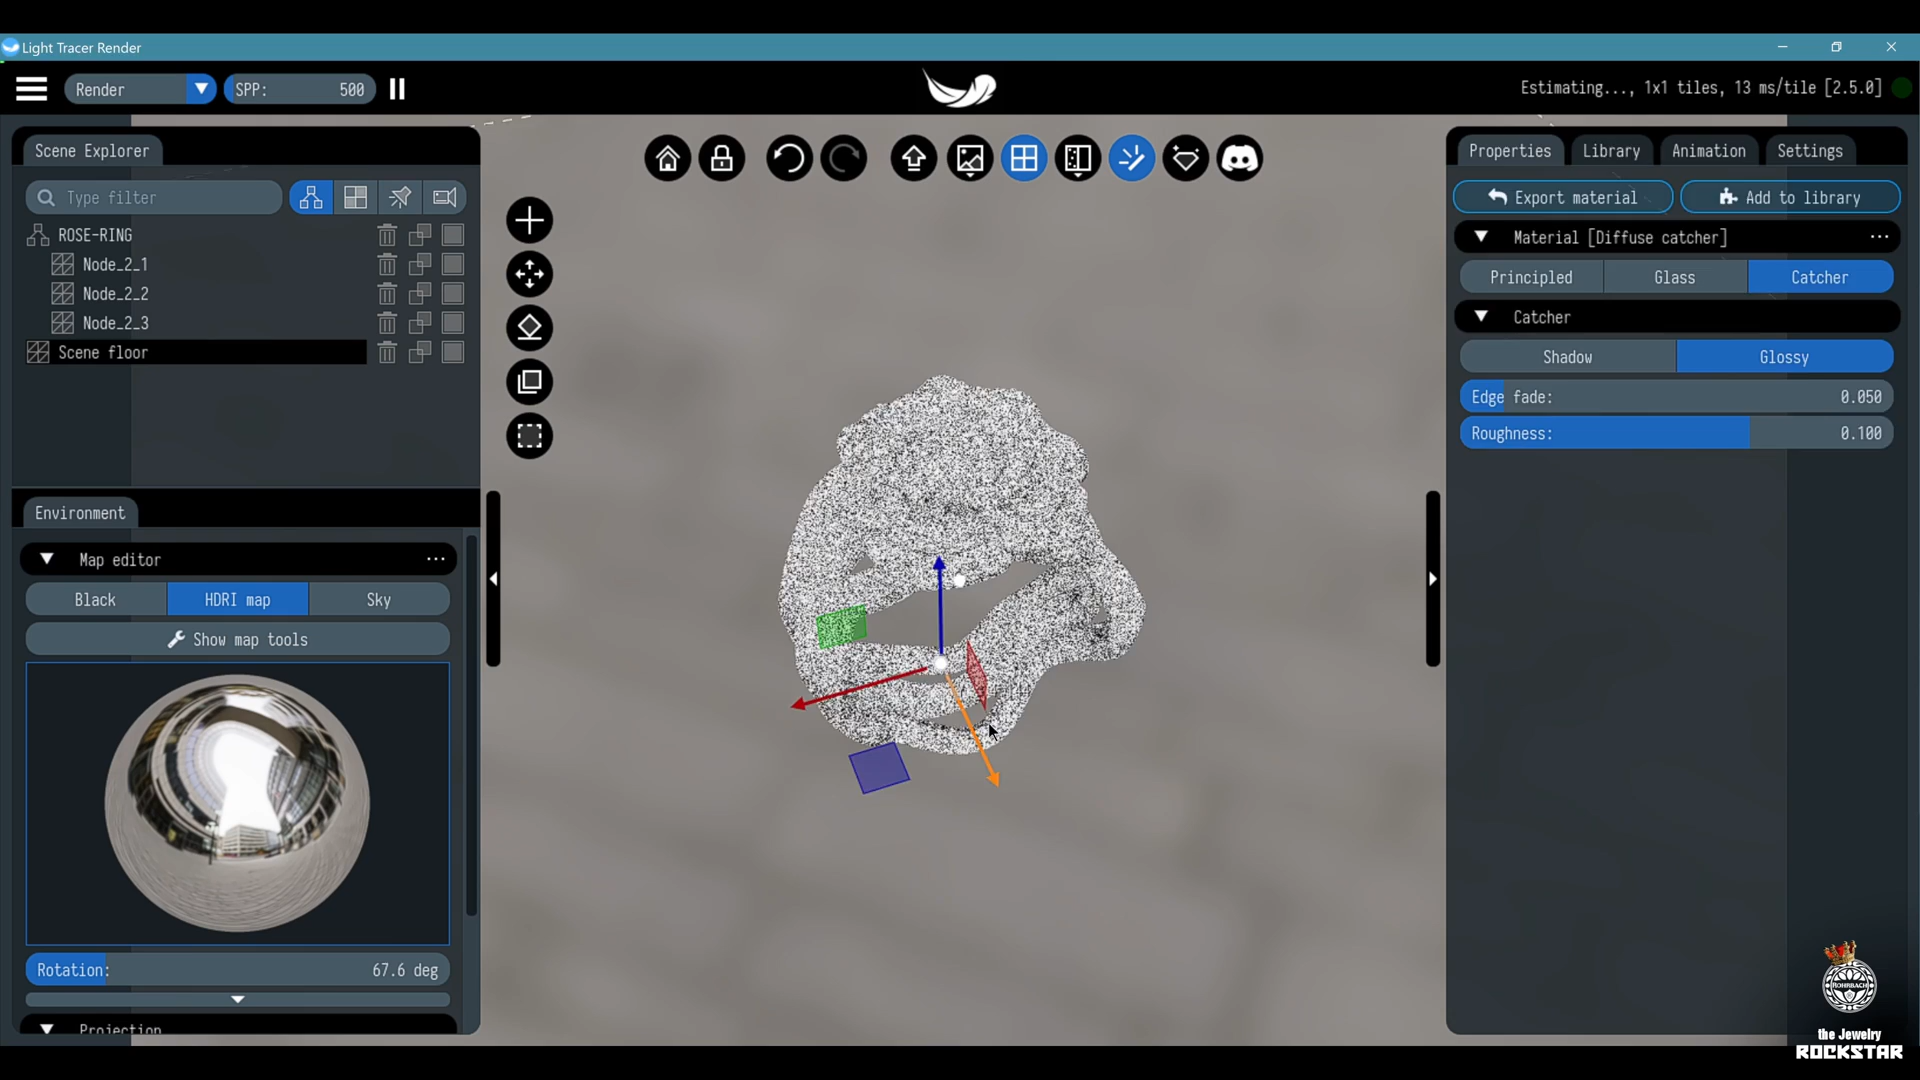 Light Tracer Render
Render
SPP: 500
Estimating..., 1x1 tiles, 13 ms/tile [2.5.0]
Scene Explorer
Type filter
ROSE-RING
Node_2_1
Node_2_2
Node_2_3
Scene floor
Environment
Map editor
Black
HDRI map
Sky
Show map tools
Rotation: 67.6 deg
Projection
Properties
Library
Animation
Settings
Export material
Add to library
Material [Diffuse catcher]
Principled
Glass
Catcher
Catcher
Shadow
Glossy
Edge fade: 0.050
Roughness: 0.100
ROHRBACH
the Jewelry
ROCKSTAR